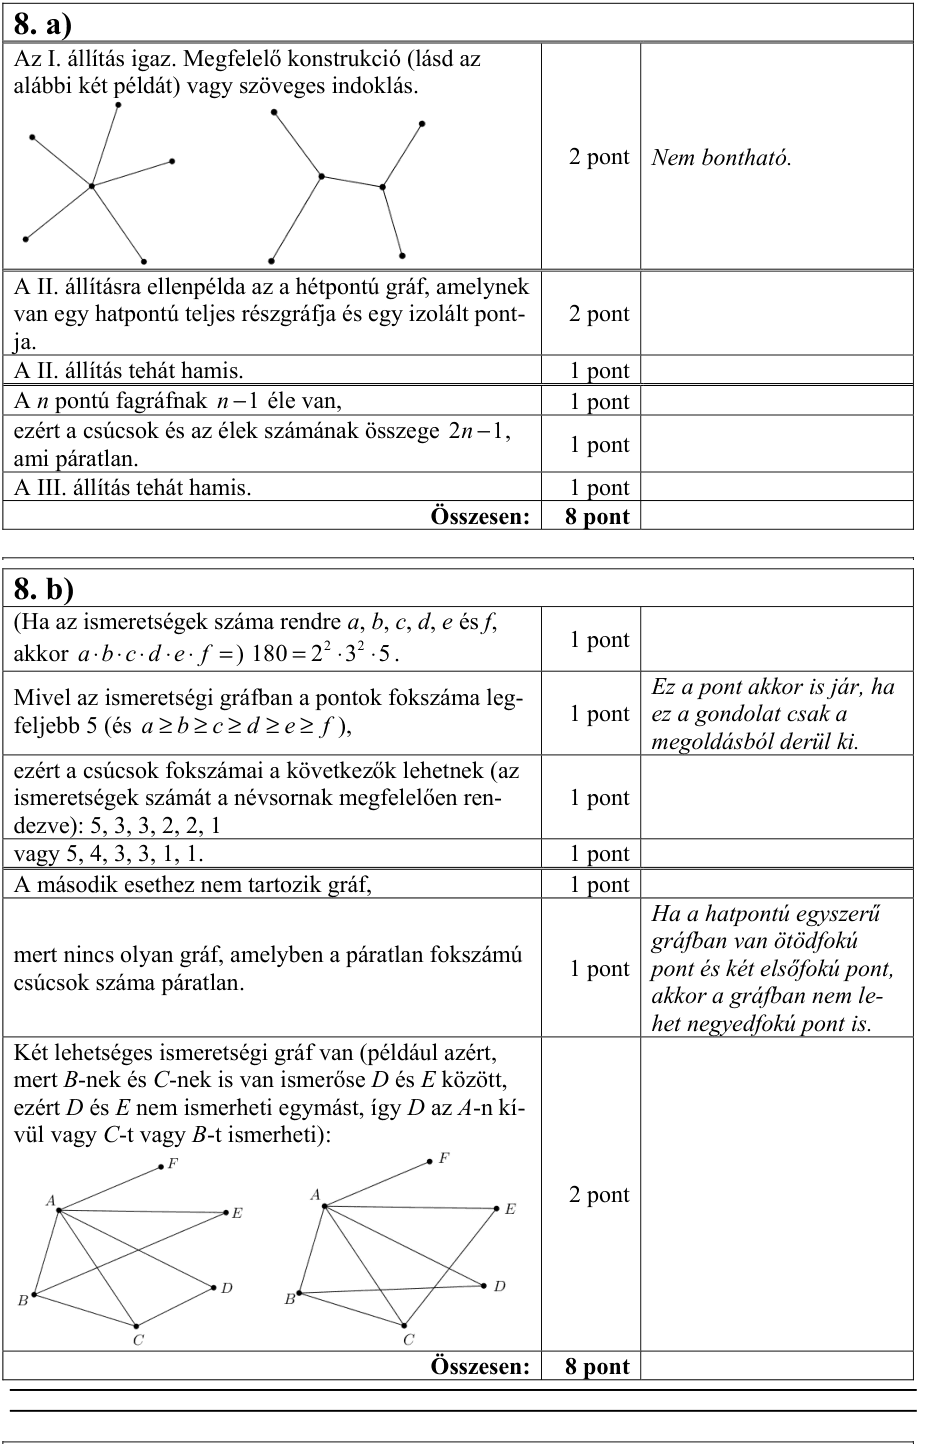 8. a)
Az I. állítás igaz. Megfelelő konstrukció (lásd az
alábbi két példát) vagy szöveges indoklás.
2 pont
Nem bontható.
A II. állításra ellenpélda az a hétpontú gráf, amelynek
van egy hatpontú teljes részgráfja és egy izolált pont-
ja.
2 pont
A II. állítás tehát hamis.
1 pont
A n pontú fagráfnak n−1 éle van,
1 pont
ezért a csúcsok és az élek számának összege 2n−1,
ami páratlan.
1 pont
A III. állítás tehát hamis.
1 pont
Összesen:
8 pont
8. b)
(Ha az ismeretségek száma rendre a, b, c, d, e és f,
akkor a·b·c·d·e·f =) 180 = 2²·3²·5.
1 pont
Mivel az ismeretségi gráfban a pontok fokszáma leg-
feljebb 5 (és a ≥ b ≥ c ≥ d ≥ e ≥ f ),
1 pont
Ez a pont akkor is jár, ha
ez a gondolat csak a
megoldásból derül ki.
ezért a csúcsok fokszámai a következők lehetnek (az
ismeretségek számát a névsornak megfelelően ren-
dezve): 5, 3, 3, 2, 2, 1
1 pont
vagy 5, 4, 3, 3, 1, 1.
1 pont
A második esethez nem tartozik gráf,
1 pont
mert nincs olyan gráf, amelyben a páratlan fokszámú
csúcsok száma páratlan.
1 pont
Ha a hatpontú egyszerű
gráfban van ötödfokú
pont és két elsőfokú pont,
akkor a gráfban nem le-
het negyedfokú pont is.
Két lehetséges ismeretségi gráf van (például azért,
mert B-nek és C-nek is van ismerőse D és E között,
ezért D és E nem ismerheti egymást, így D az A-n kí-
vül vagy C-t vagy B-t ismerheti):
2 pont
F
A
E
D
B
C
F
A
E
D
B
C
Összesen:
8 pont